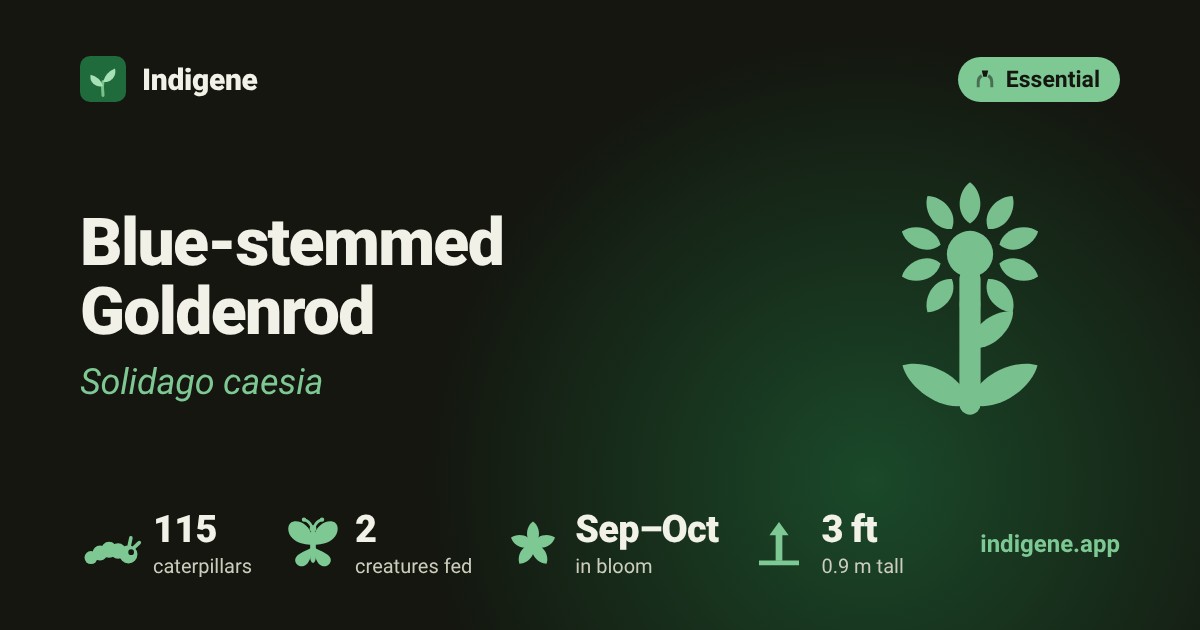 Indigene
Essential
Blue-stemmed
Goldenrod
Solidago caesia
115
caterpillars
2
creatures fed
Sep–Oct
in bloom
3 ft
0.9 m tall
indigene.app